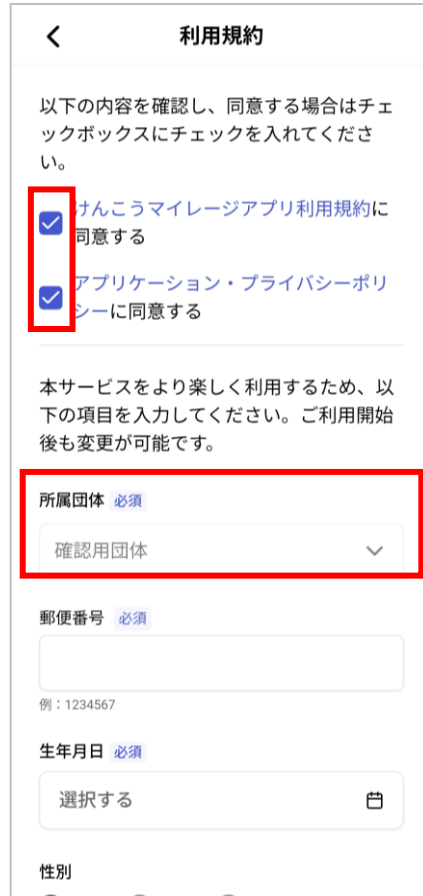 利用規約
以下の内容を確認し、同意する場合はチェ
ックボックスにチェックを入れてくださ
い。
けんこうマイレージアプリ利用規約に
同意する
アプリケーション・プライバシーポリ
シーに同意する
本サービスをより楽しく利用するため、以
下の項目を入力してください。ご利用開始
後も変更が可能です。
所属団体 必須
確認用団体
郵便番号 必須
例：1234567
生年月日 必須
選択する
性別